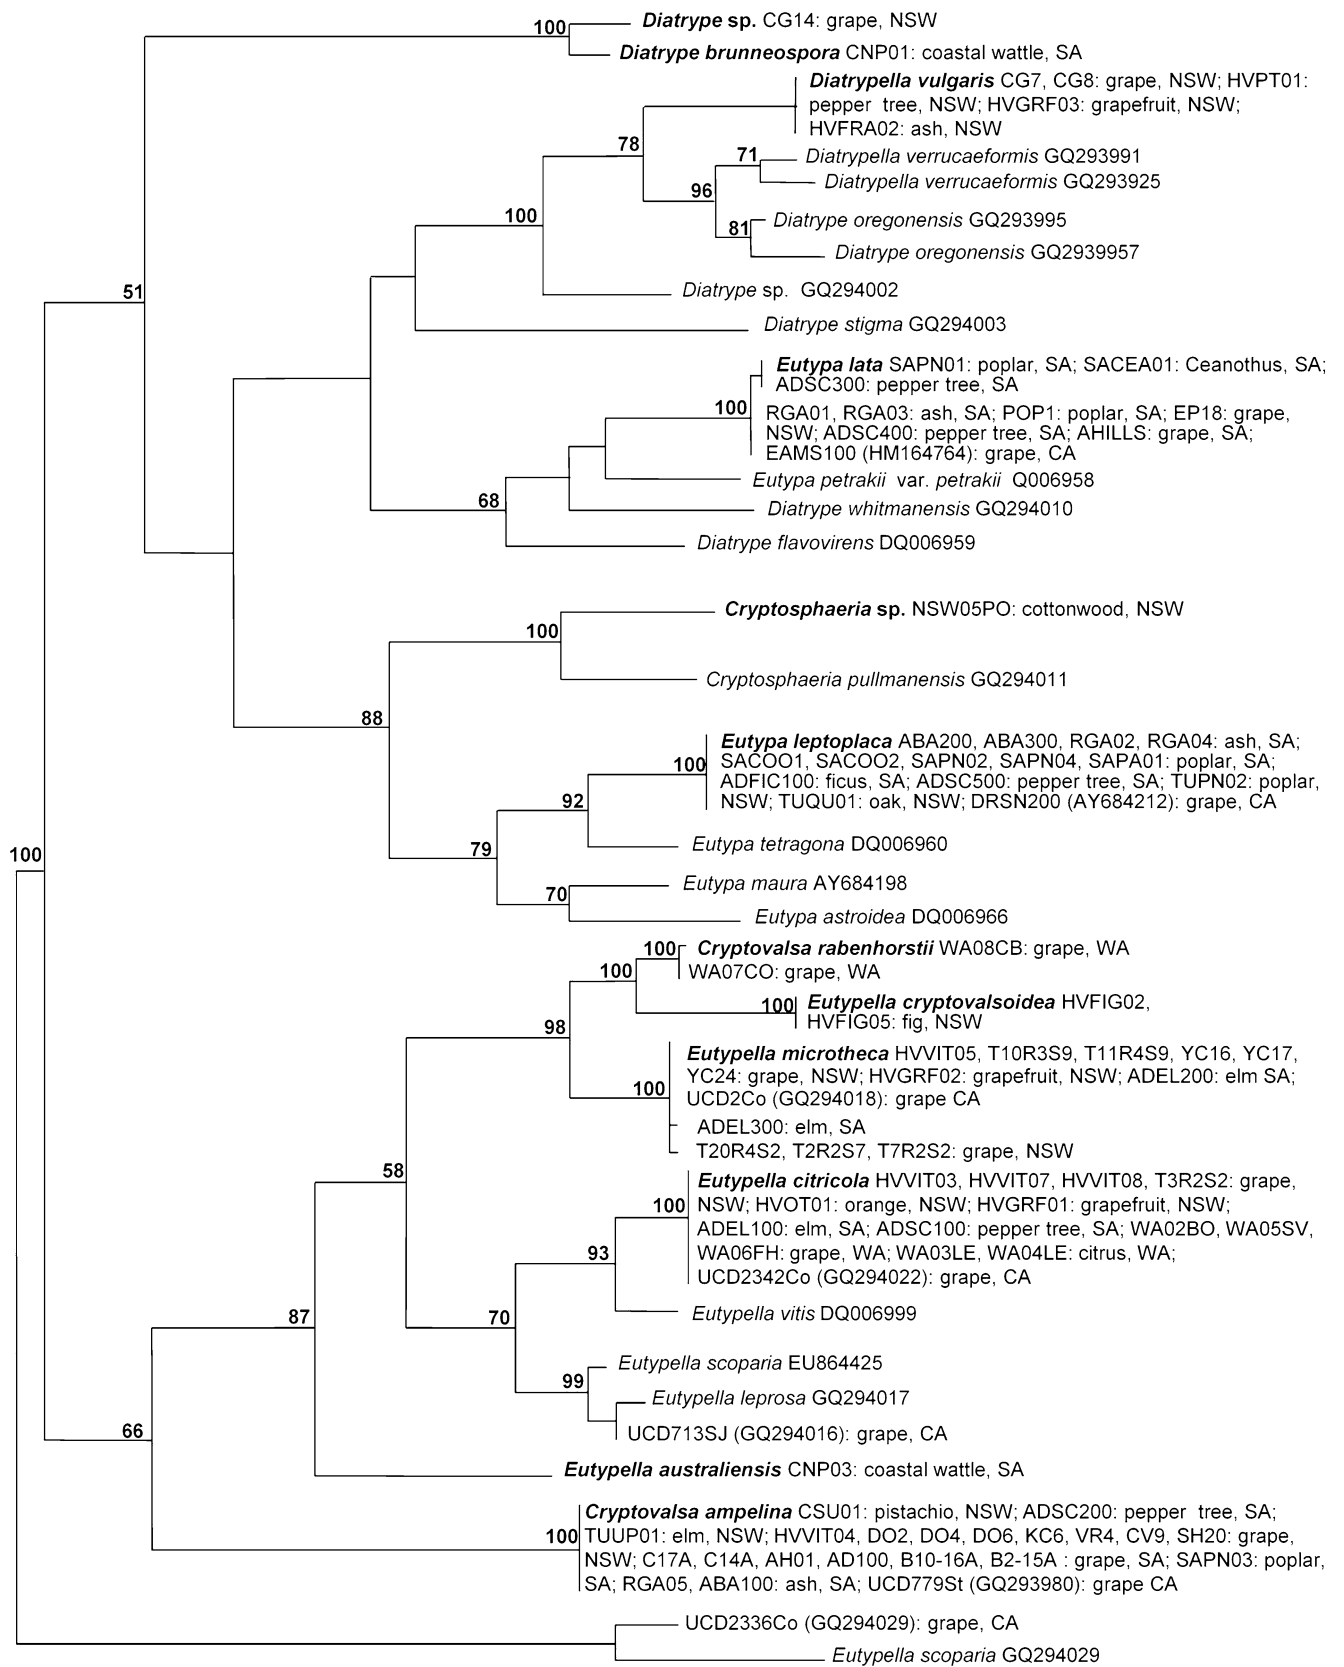 100
Diatrype sp. CG14: grape, NSW
Diatrype brunneospora CNP01: coastal wattle, SA
Diatrypella vulgaris CG7, CG8: grape, NSW; HVPT01:
pepper tree, NSW; HVGRF03: grapefruit, NSW;
HVFRA02: ash, NSW
78
71
Diatrypella verrucaeformis GQ293991
Diatrypella verrucaeformis GQ293925
96
100
Diatrype oregonensis GQ293995
81
Diatrype oregonensis GQ2939957
51
Diatrype sp. GQ294002
Diatrype stigma GQ294003
Eutypa lata SAPN01: poplar, SA; SACEA01: Ceanothus, SA;
ADSC300: pepper tree, SA
100
RGA01, RGA03: ash, SA; POP1: poplar, SA; EP18: grape,
NSW; ADSC400: pepper tree, SA; AHILLS: grape, SA;
EAMS100 (HM164764): grape, CA
Eutypa petrakii var. petrakii Q006958
68
Diatrype whitmanensis GQ294010
Diatrype flavovirens DQ006959
Cryptosphaeria sp. NSW05PO: cottonwood, NSW
100
Cryptosphaeria pullmanensis GQ294011
88
Eutypa leptoplaca ABA200, ABA300, RGA02, RGA04: ash, SA;
SACOO1, SACOO2, SAPN02, SAPN04, SAPA01: poplar, SA;
100
ADFIC100: ficus, SA; ADSC500: pepper tree, SA; TUPN02: poplar,
NSW; TUQU01: oak, NSW; DRSN200 (AY684212): grape, CA
92
Eutypa tetragona DQ006960
79
100
Eutypa maura AY684198
70
Eutypa astroidea DQ006966
100
Cryptovalsa rabenhorstii WA08CB: grape, WA
100
WA07CO: grape, WA
100
Eutypella cryptovalsoidea HVFIG02,
HVFIG05: fig, NSW
98
Eutypella microtheca HVVIT05, T10R3S9, T11R4S9, YC16, YC17,
YC24: grape, NSW; HVGRF02: grapefruit, NSW; ADEL200: elm SA;
100
UCD2Co (GQ294018): grape CA
ADEL300: elm, SA
T20R4S2, T2R2S7, T7R2S2: grape, NSW
58
Eutypella citricola HVVIT03, HVVIT07, HVVIT08, T3R2S2: grape,
100
NSW; HVOT01: orange, NSW; HVGRF01: grapefruit, NSW;
ADEL100: elm, SA; ADSC100: pepper tree, SA; WA02BO, WA05SV,
93
WA06FH: grape, WA; WA03LE, WA04LE: citrus, WA;
UCD2342Co (GQ294022): grape, CA
Eutypella vitis DQ006999
87
70
Eutypella scoparia EU864425
99
Eutypella leprosa GQ294017
66
UCD713SJ (GQ294016): grape, CA
Eutypella australiensis CNP03: coastal wattle, SA
Cryptovalsa ampelina CSU01: pistachio, NSW; ADSC200: pepper tree, SA;
100
TUUP01: elm, NSW; HVVIT04, DO2, DO4, DO6, KC6, VR4, CV9, SH20: grape,
NSW; C17A, C14A, AH01, AD100, B10-16A, B2-15A : grape, SA; SAPN03: poplar,
SA; RGA05, ABA100: ash, SA; UCD779St (GQ293980): grape CA
UCD2336Co (GQ294029): grape, CA
Eutypella scoparia GQ294029